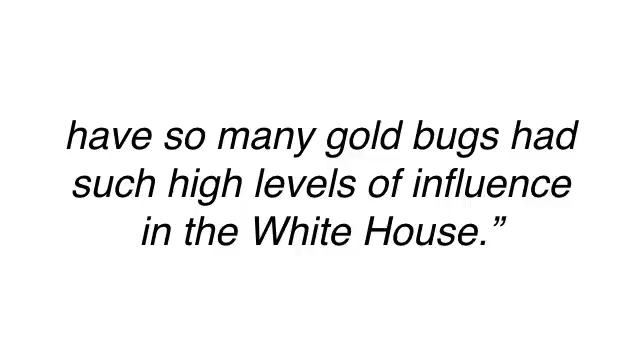 have so many gold bugs had
such high levels of influence
in the White House.”